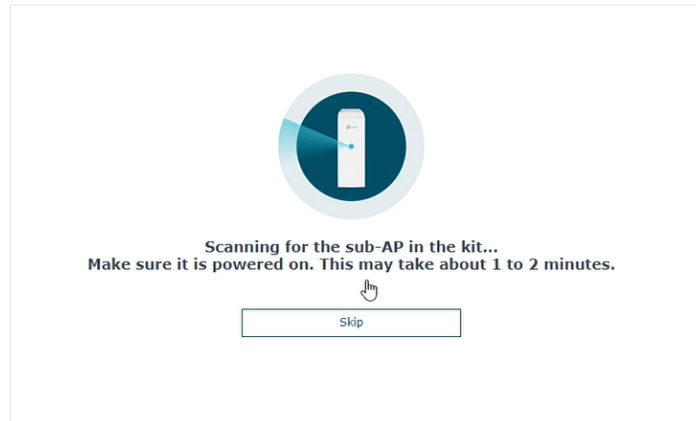 Scanning for the sub-AP in the kit...
Make sure it is powered on. This may take about 1 to 2 minutes.
Skip